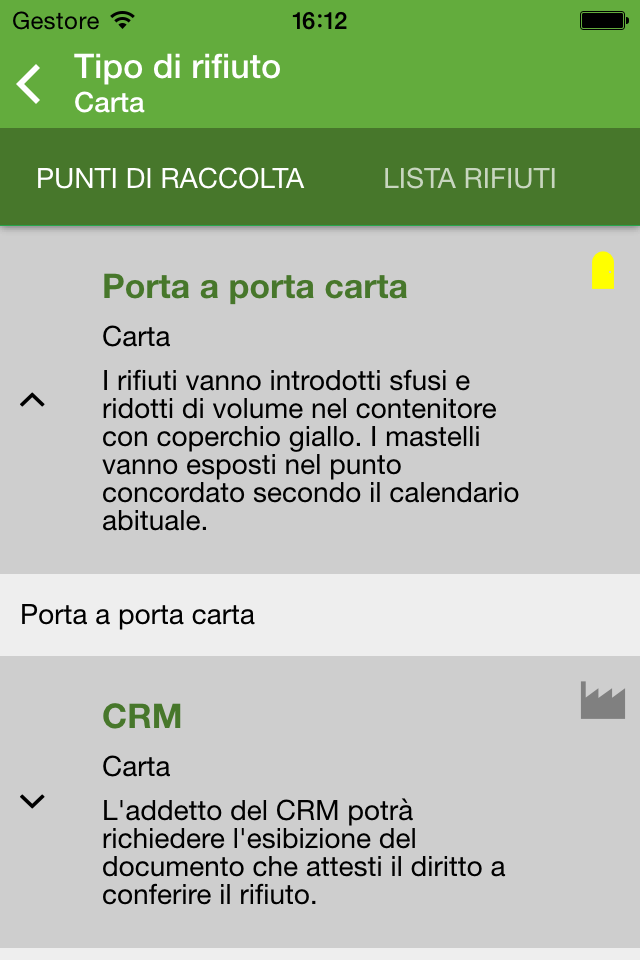 Gestore 16:12
Tipo di rifiuto
Carta
PUNTI DI RACCOLTA LISTA RIFIUTI
Porta a porta carta
Carta
I rifiuti vanno introdotti sfusi e
ridotti di volume nel contenitore
con coperchio giallo. I mastelli
vanno esposti nel punto
concordato secondo il calendario
abituale.
Porta a porta carta
CRM
Carta
L'addetto del CRM potrà
richiedere l'esibizione del
documento che attesti il diritto a
conferire il rifiuto.